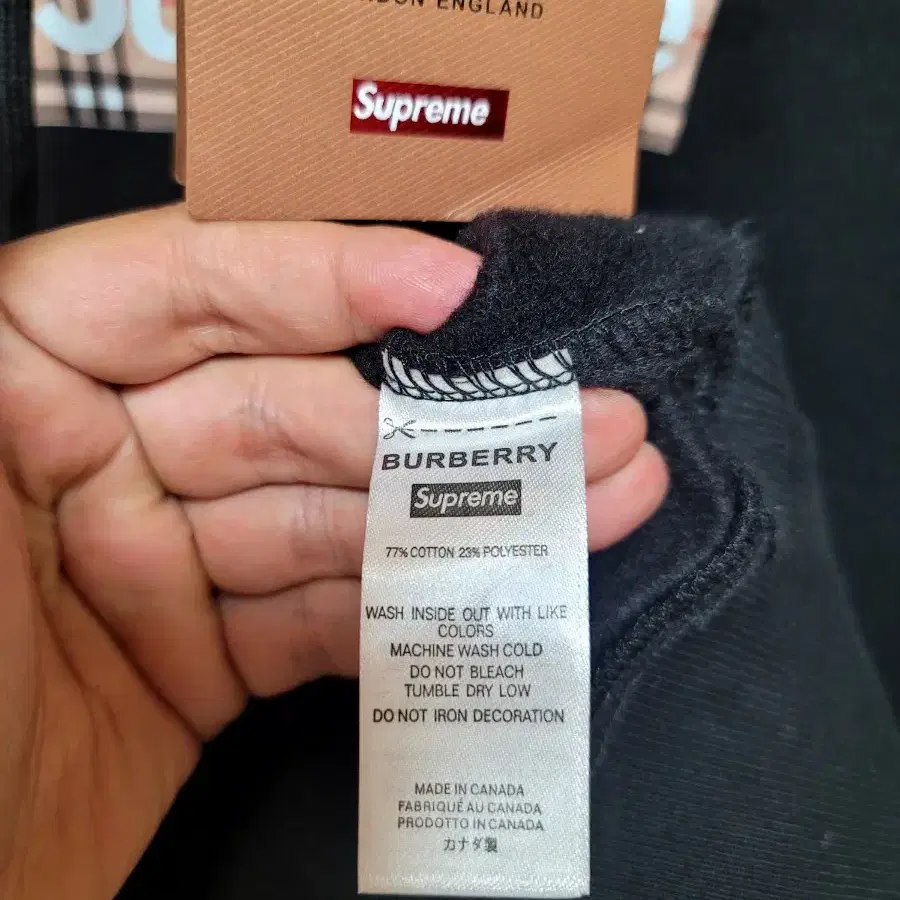 LONDON ENGLAND
Supreme
BURBERRY
Supreme
77% COTTON 23% POLYESTER
WASH INSIDE OUT WITH LIKE
COLORS
MACHINE WASH COLD
DO NOT BLEACH
TUMBLE DRY LOW
DO NOT IRON DECORATION
MADE IN CANADA
FABRIQUÉ AU CANADA
PRODOTTO IN CANADA
カナダ製